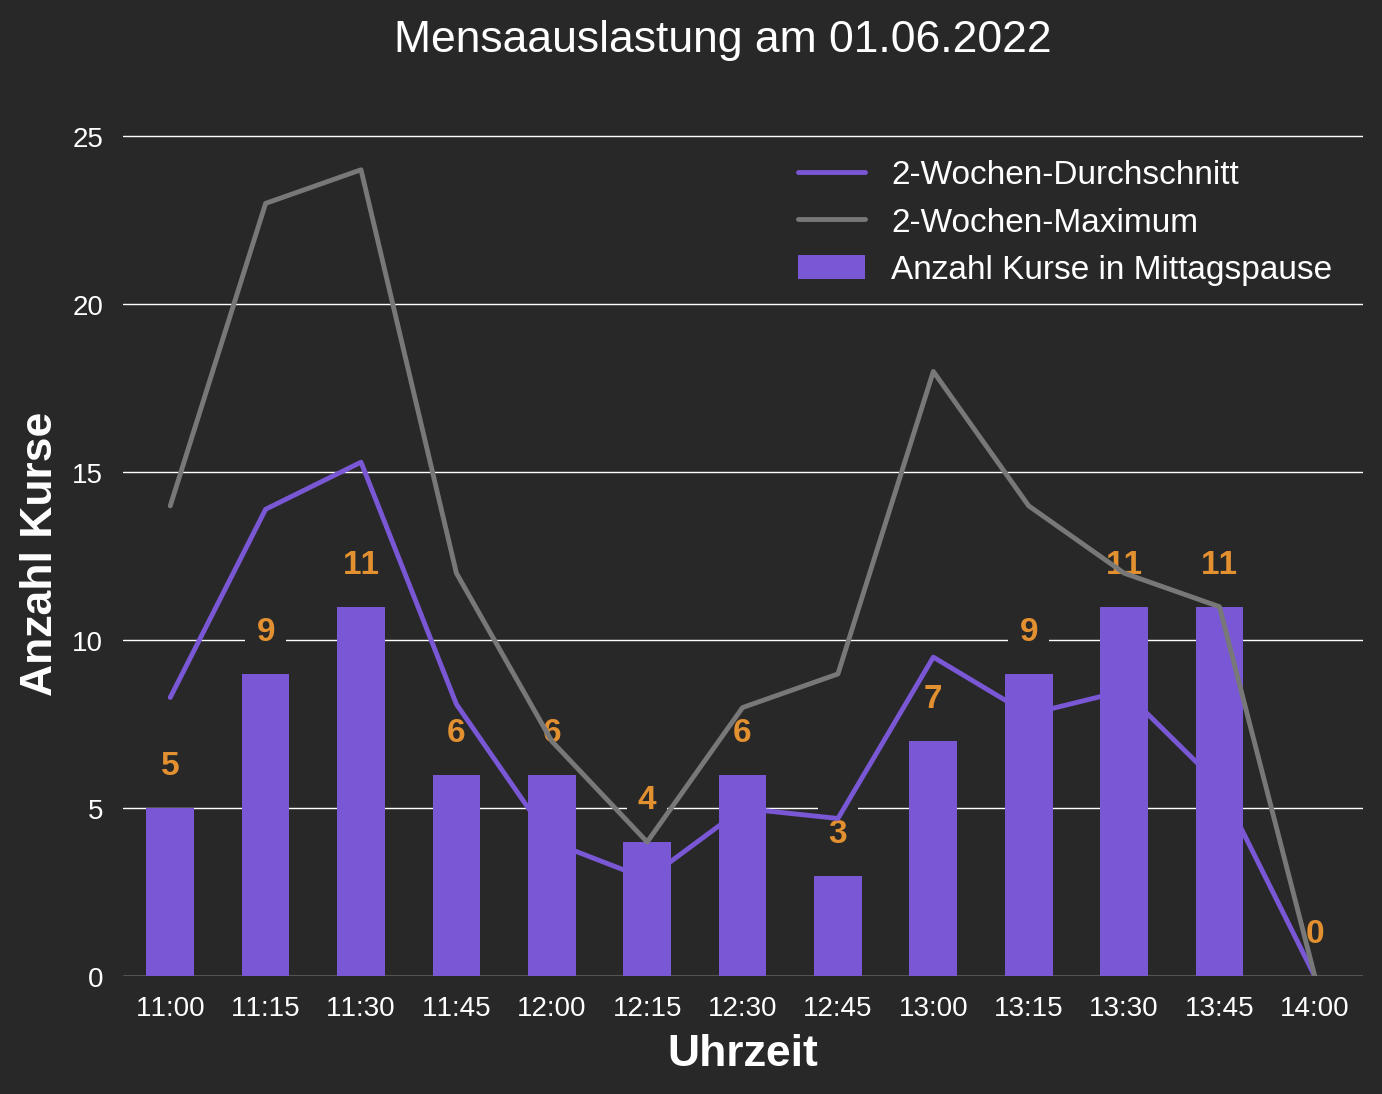 Mensaauslastung am 01.06.2022
25
2-Wochen-Durchschnitt
2-Wochen-Maximum
Anzahl Kurse in Mittagspause
20
15
10
5
0
Anzahl Kurse
5
9
11
6
6
4
6
3
7
9
11
11
0
11:00 11:15 11:30 11:45 12:00 12:15 12:30 12:45 13:00 13:15 13:30 13:45 14:00
Uhrzeit